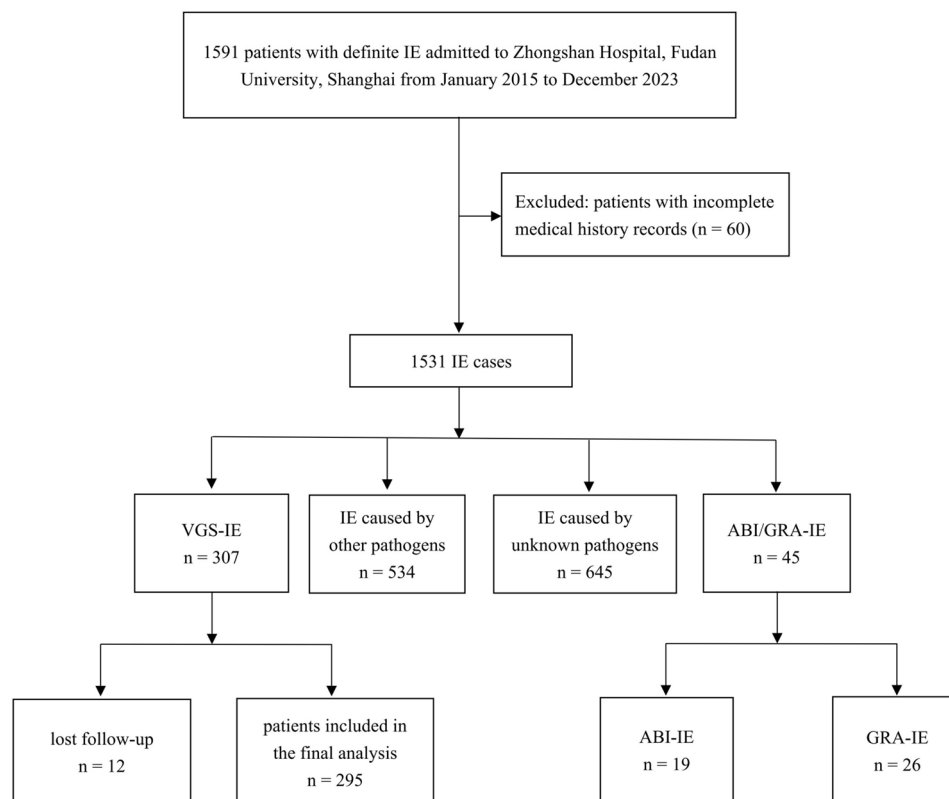 1591 patients with definite IE admitted to Zhongshan Hospital, Fudan
University, Shanghai from January 2015 to December 2023
Excluded: patients with incomplete
medical history records (n = 60)
1531 IE cases
VGS-IE
n = 307
IE caused by
other pathogens
n = 534
IE caused by
unknown pathogens
n = 645
ABI/GRA-IE
n = 45
lost follow-up
n = 12
patients included in
the final analysis
n = 295
ABI-IE
n = 19
GRA-IE
n = 26